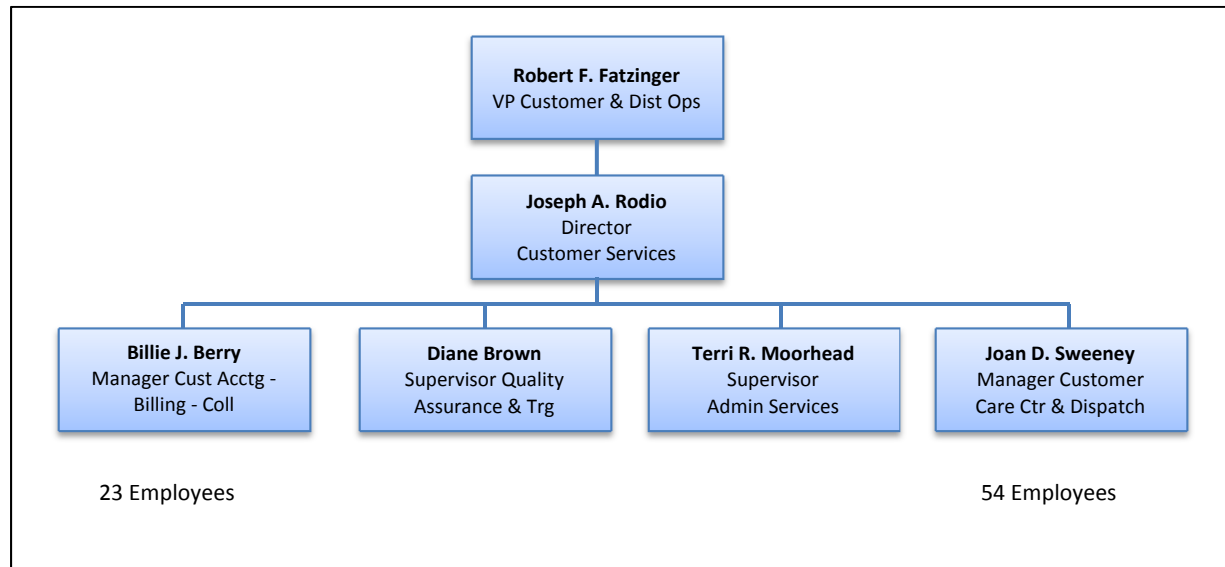 Robert F. Fatzinger
VP Customer & Dist Ops
Joseph A. Rodio
Director
Customer Services
Billie J. Berry
Manager Cust Acctg -
Billing - Coll
Diane Brown
Supervisor Quality
Assurance & Trg
Terri R. Moorhead
Supervisor
Admin Services
Joan D. Sweeney
Manager Customer
Care Ctr & Dispatch
23 Employees
54 Employees